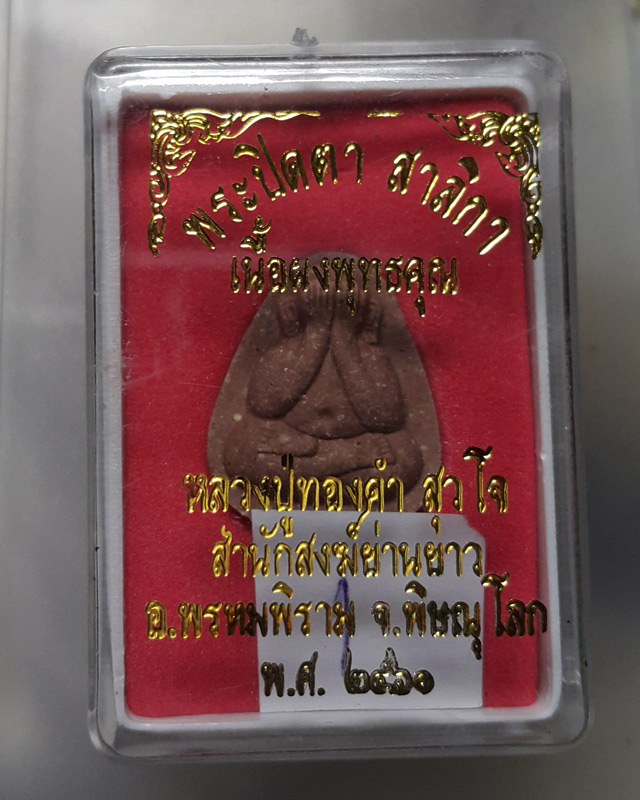 พระปิดตา สาลิกา
เนื้อผงพุทธคุณ
หลวงปู่ทองคำ สุวโจ
สำนักสงฆ์ย่านยาว
อ.พรหมพิราม จ.พิษณุโลก
พ.ศ. ๒๕๖๑